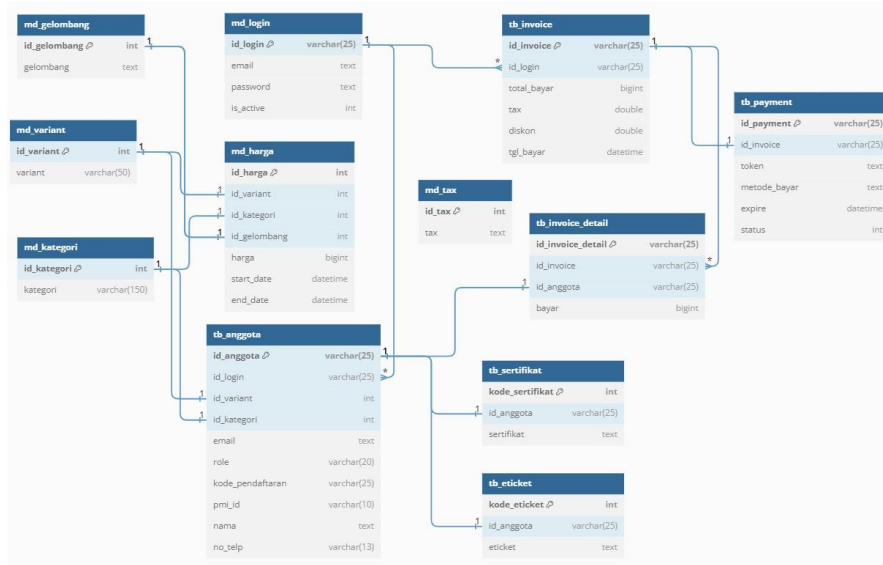 md_gelombang
id_gelombang int
gelombang text
md_variant
id_variant int
variant varchar(50)
md_kategori
id_kategori int
kategori varchar(150)
md_login
id_login varchar(25)
email text
password text
is_active int
md_harga
id_harga int
id_variant int
id_kategori int
id_gelombang int
harga bigint
start_date datetime
end_date datetime
tb_anggota
id_anggota varchar(25)
id_login varchar(25)
id_variant int
id_kategori int
email text
role varchar(20)
kode_pendaftaran varchar(25)
pmi_id varchar(10)
nama text
no_telp varchar(13)
md_tax
id_tax int
tax text
tb_invoice
id_invoice varchar(25)
id_login varchar(25)
total_bayar bigint
tax double
diskon double
tgl_bayar datetime
tb_invoice_detail
id_invoice_detail varchar(25)
id_invoice varchar(25)
id_anggota varchar(25)
bayar bigint
tb_sertifikat
kode_sertifikat int
id_anggota varchar(25)
sertifikat text
tb_eticket
kode_eticket int
id_anggota varchar(25)
eticket text
tb_payment
id_payment varchar(25)
id_invoice varchar(25)
token text
metode_bayar text
expire datetime
status int